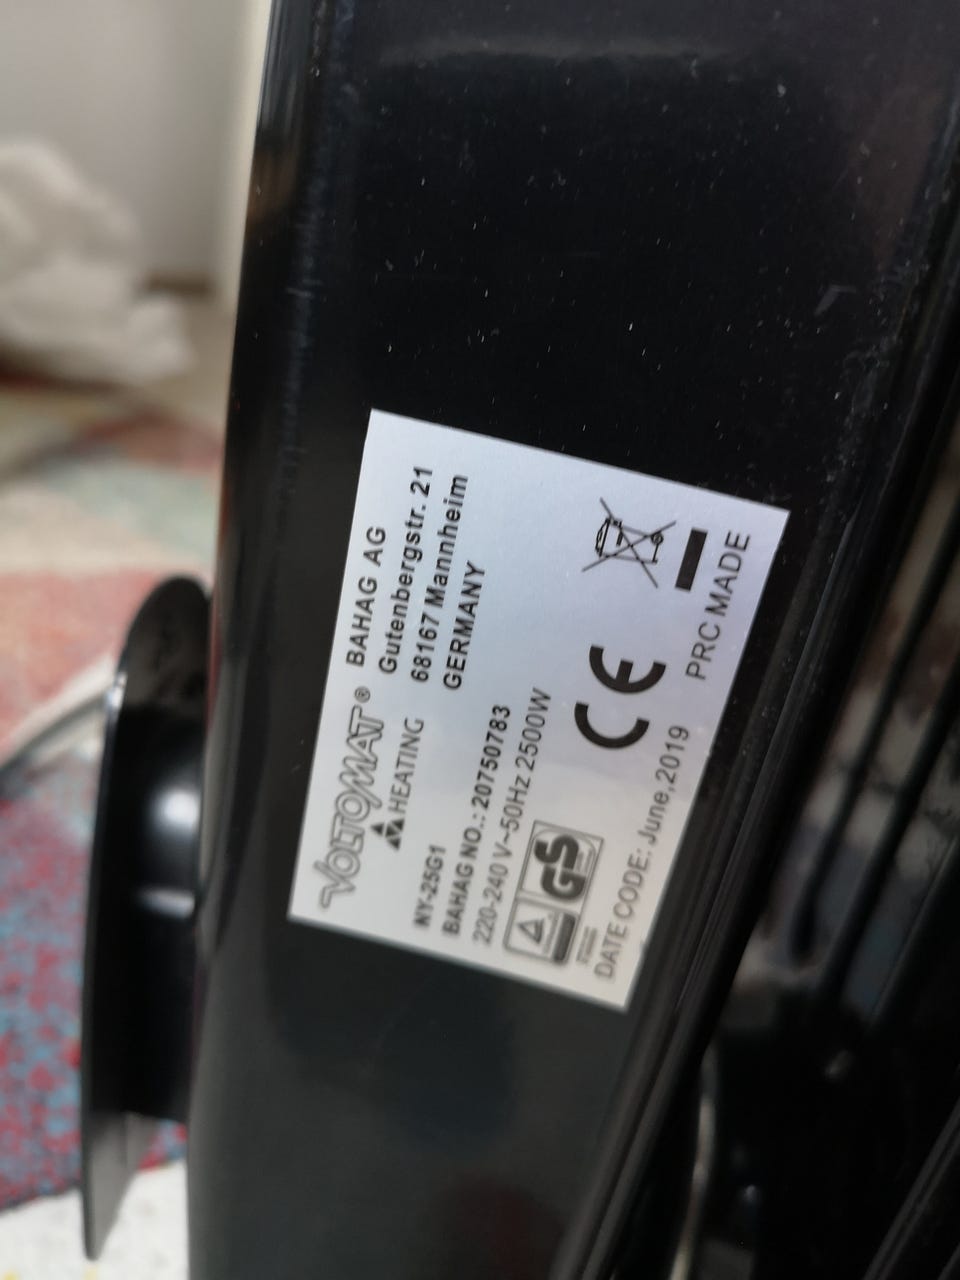 VOLTOMAT®
HEATING
BAHAG AG
Gutenbergstr. 21
68167 Mannheim
GERMANY
NY-25G1
BAHAG NO.: 20750783
220-240 V~50Hz 2500W
GS
CE
DATE CODE: June,2019
PRC MADE